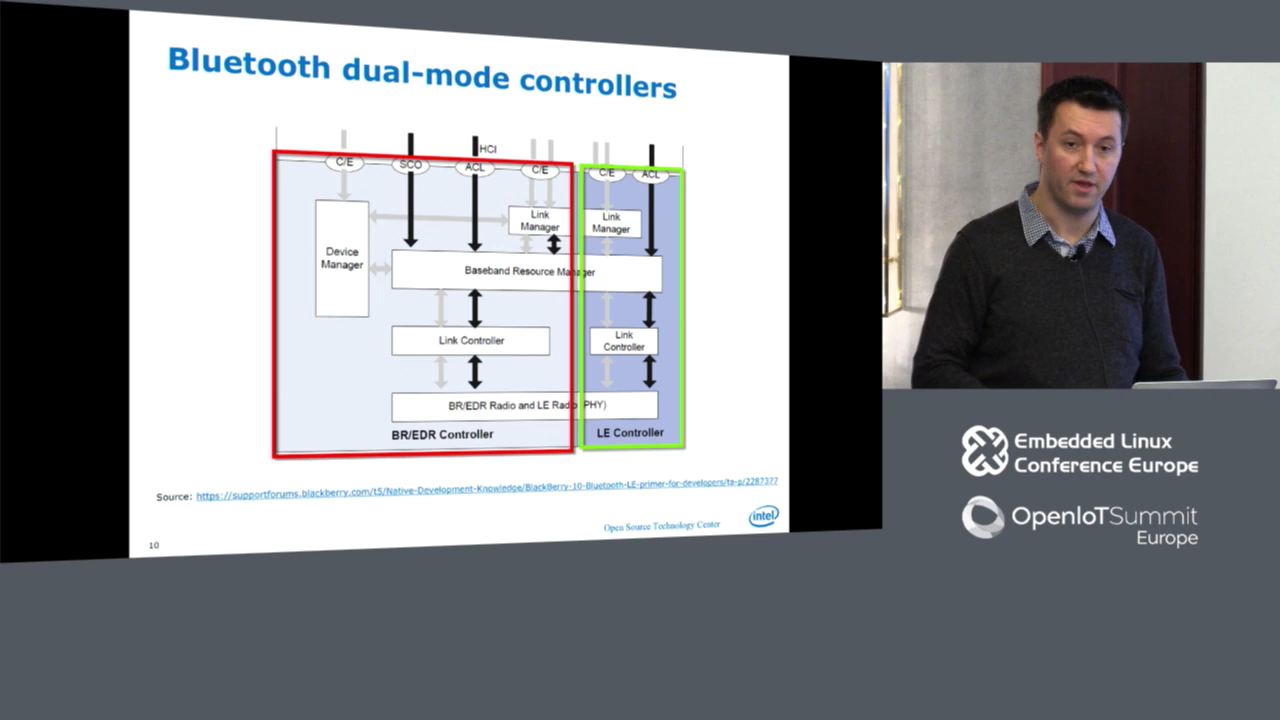 Bluetooth dual-mode controllers
HCI
C/E
SCO
ACL
C/E
C/E
ACL
Link
Manager
Link
Manager
Device
Manager
Baseband Resource Manager
Link Controller
Link
Controller
BR/EDR Radio and LE Radio (PHY)
BR/EDR Controller
LE Controller
Source: https://supportforums.blackberry.com/t5/Native-Development-Knowledge/BlackBerry-10-Bluetooth-LE-primer-for-developers/ta-p/2287377
Open Source Technology Center
intel
10
Embedded Linux
Conference Europe
OpenIoTSummit
Europe